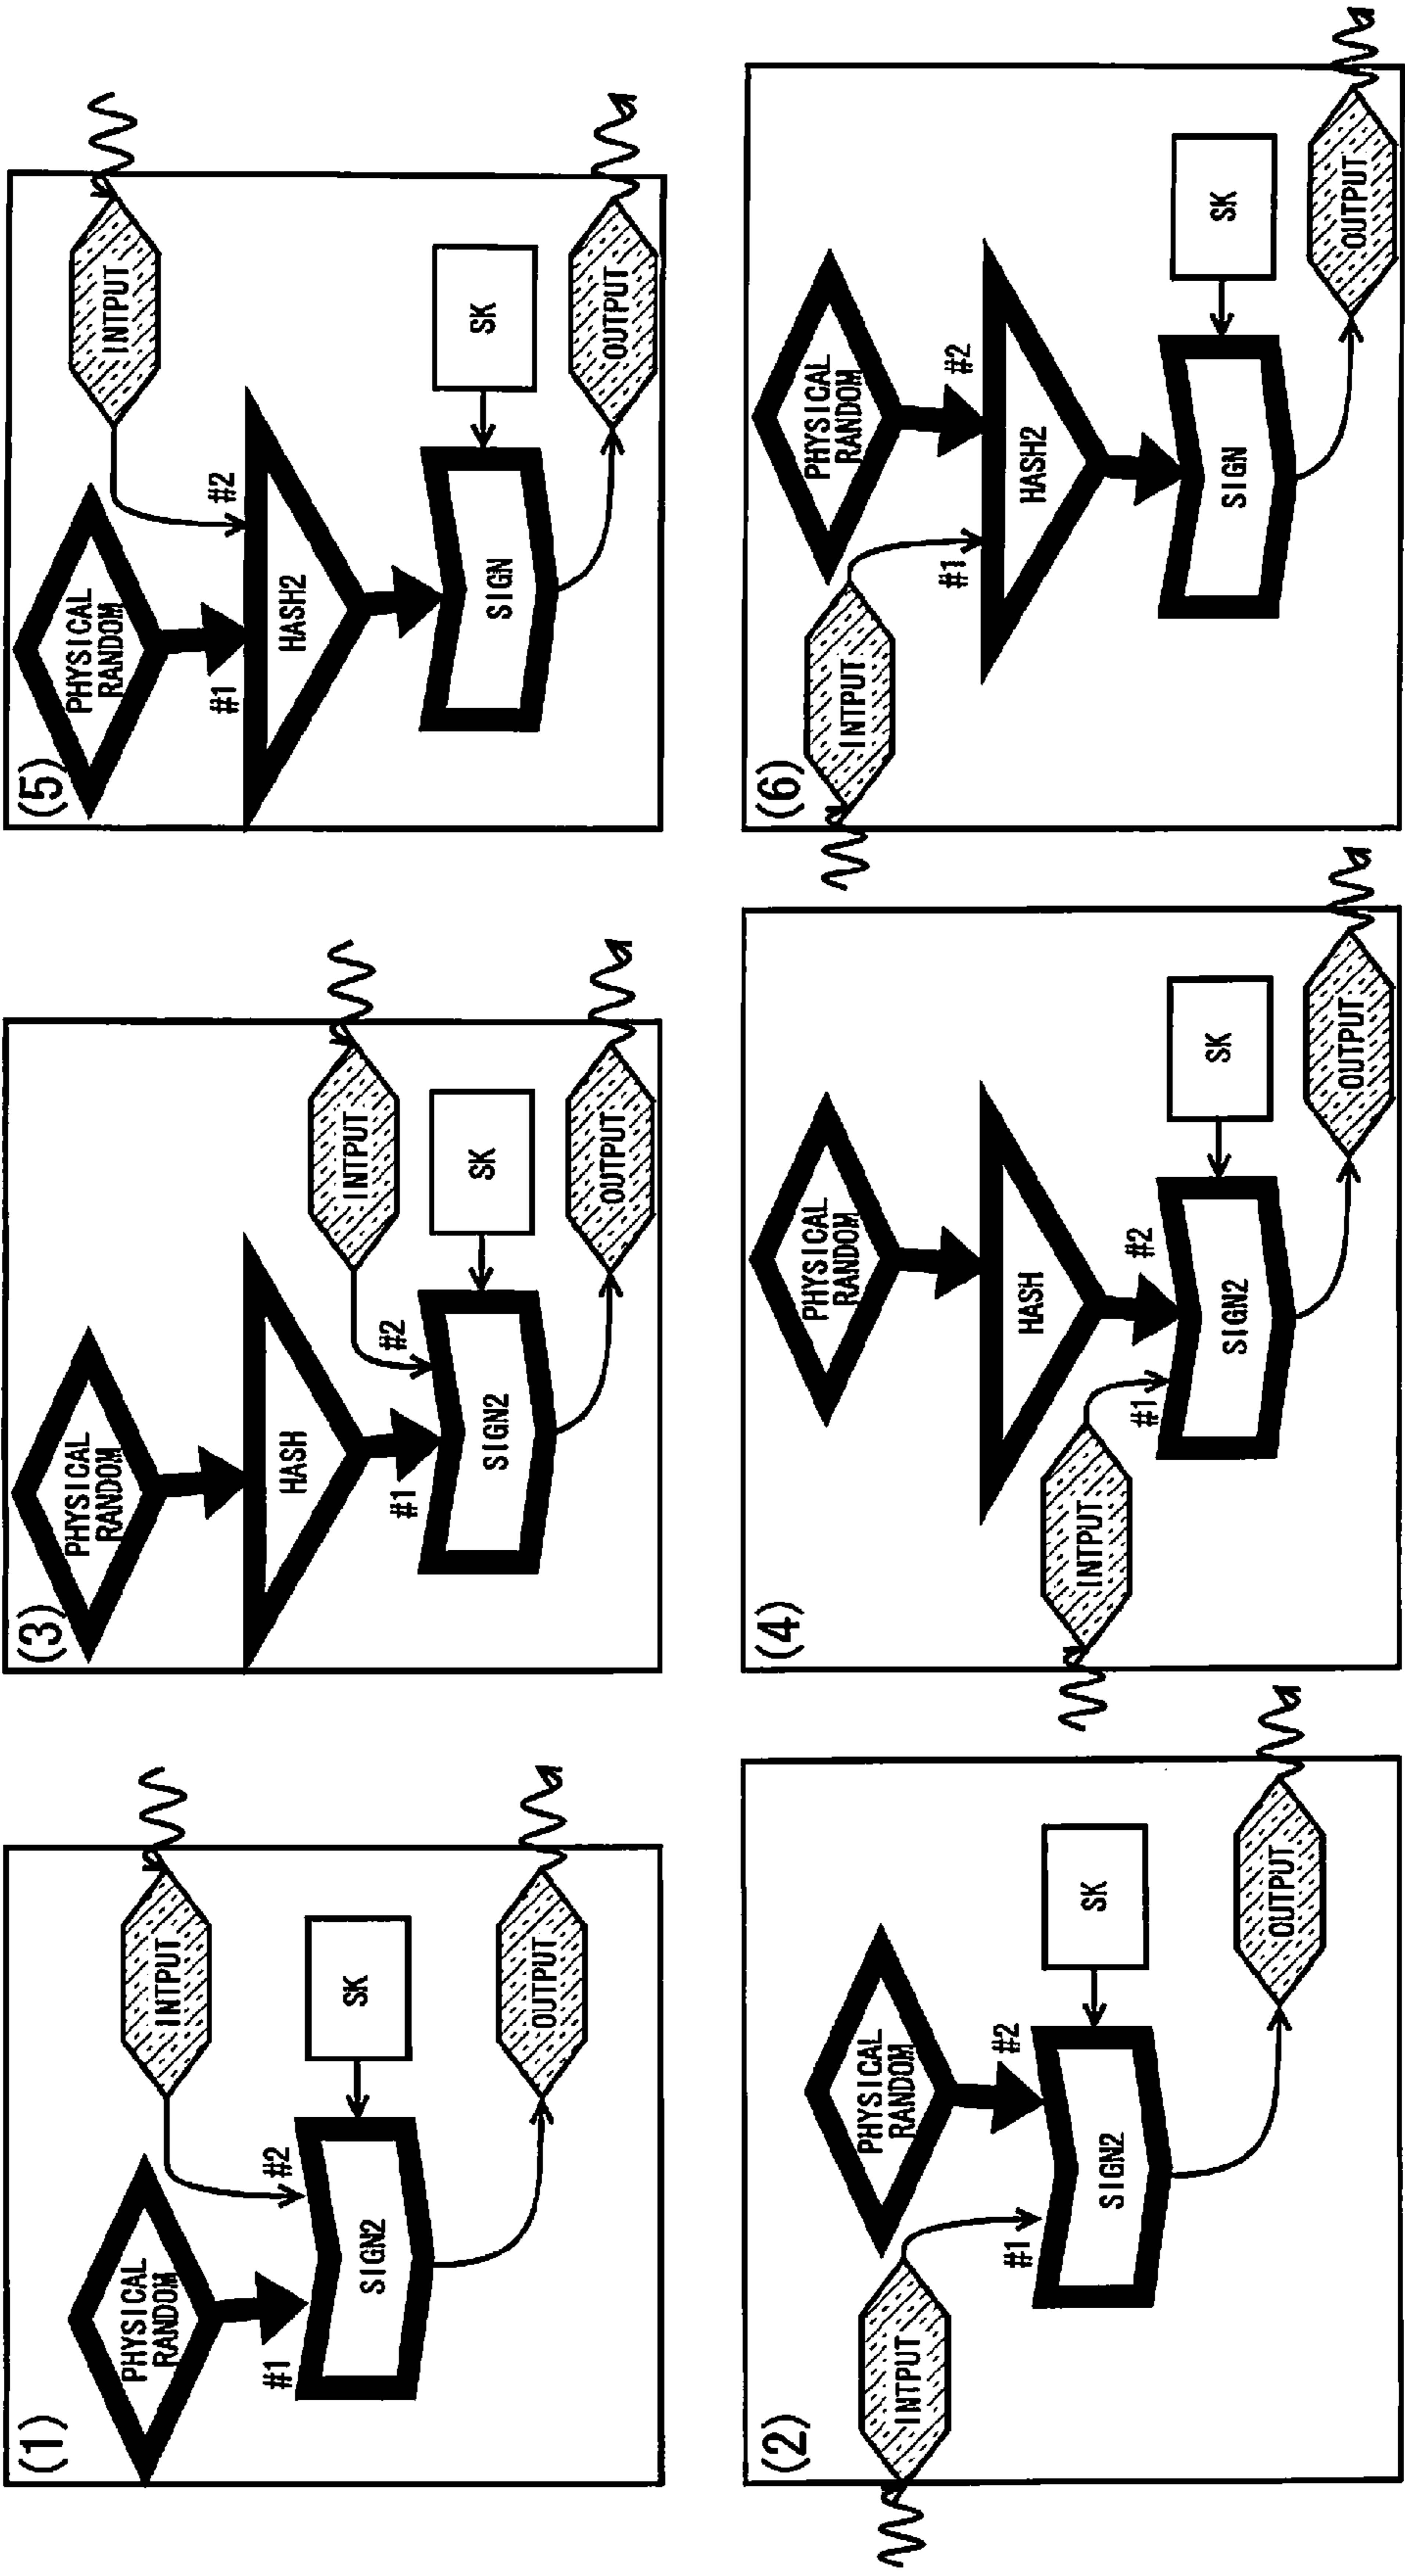 (1)
PHYSICAL
RANDOM
INTPUT
#1
#2
SIGN2
SK
OUTPUT
(3)
PHYSICAL
RANDOM
HASH
INTPUT
#1
#2
SIGN2
SK
OUTPUT
(5)
PHYSICAL
RANDOM
INTPUT
#1
#2
HASH2
SIGN
SK
OUTPUT
(2)
INTPUT
PHYSICAL
RANDOM
#1
#2
SIGN2
SK
OUTPUT
(4)
PHYSICAL
RANDOM
HASH
INTPUT
#1
#2
SIGN2
SK
OUTPUT
(6)
INTPUT
PHYSICAL
RANDOM
#1
#2
HASH2
SIGN
SK
OUTPUT